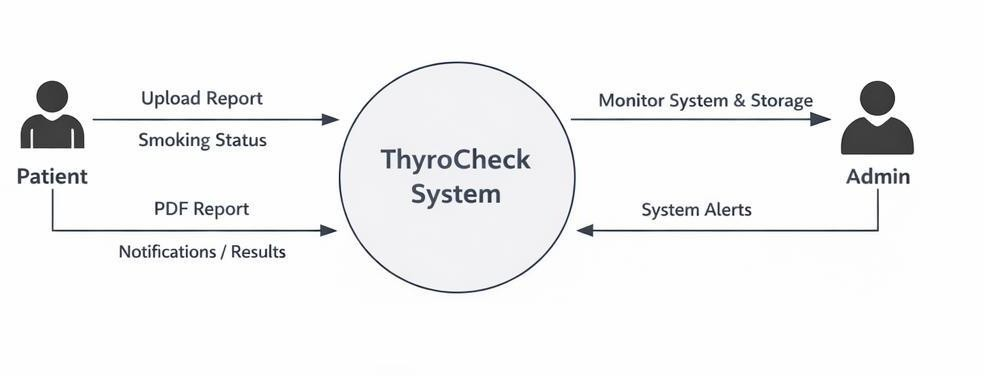 Upload Report
Smoking Status
Patient
PDF Report
Notifications / Results
ThyroCheck
System
Monitor System & Storage
Admin
System Alerts